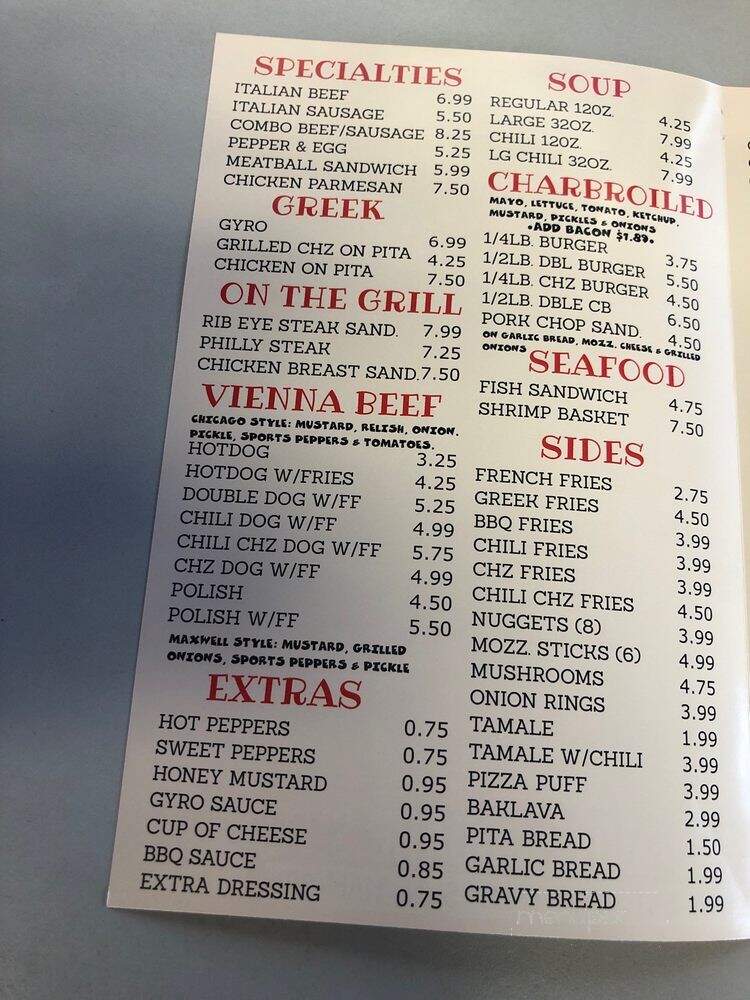 SPECIALTIES
ITALIAN BEEF 6.99
ITALIAN SAUSAGE 5.50
COMBO BEEF/SAUSAGE 8.25
PEPPER & EGG 5.25
MEATBALL SANDWICH 5.99
CHICKEN PARMESAN 7.50
GREEK
GYRO 6.99
GRILLED CHZ ON PITA 4.25
CHICKEN ON PITA 7.50
ON THE GRILL
RIB EYE STEAK SAND. 7.99
PHILLY STEAK 7.25
CHICKEN BREAST SAND. 7.50
VIENNA BEEF
CHICAGO STYLE: MUSTARD, RELISH, ONION.
PICKLE, SPORTS PEPPERS & TOMATOES.
HOTDOG 3.25
HOTDOG W/FRIES 4.25
DOUBLE DOG W/FF 5.25
CHILI DOG W/FF 4.99
CHILI CHZ DOG W/FF 5.75
CHZ DOG W/FF 4.99
POLISH 4.50
POLISH W/FF 5.50
MAXWELL STYLE: MUSTARD, GRILLED
ONIONS, SPORTS PEPPERS & PICKLE
EXTRAS
HOT PEPPERS 0.75
SWEET PEPPERS 0.75
HONEY MUSTARD 0.95
GYRO SAUCE 0.95
CUP OF CHEESE 0.95
BBQ SAUCE 0.85
EXTRA DRESSING 0.75
SOUP
REGULAR 12OZ. 4.25
LARGE 32OZ. 7.99
CHILI 12OZ. 4.25
LG CHILI 32OZ. 7.99
CHARBROILED
MAYO, LETTUCE, TOMATO, KETCHUP,
MUSTARD, PICKLES & ONIONS
•ADD BACON $1.89•
1/4LB. BURGER 3.75
1/2LB. DBL BURGER 5.50
1/4LB. CHZ BURGER 4.50
1/2LB. DBLE CB 6.50
PORK CHOP SAND. 4.50
ON GARLIC BREAD, MOZZ. CHEESE & GRILLED
ONIONS
SEAFOOD
FISH SANDWICH 4.75
SHRIMP BASKET 7.50
SIDES
FRENCH FRIES 2.75
GREEK FRIES 4.50
BBQ FRIES 3.99
CHILI FRIES 3.99
CHZ FRIES 3.99
CHILI CHZ FRIES 4.50
NUGGETS (8) 3.99
MOZZ. STICKS (6) 4.99
MUSHROOMS 4.75
ONION RINGS 3.99
TAMALE 1.99
TAMALE W/CHILI 3.99
PIZZA PUFF 3.99
BAKLAVA 2.99
PITA BREAD 1.50
GARLIC BREAD 1.99
GRAVY BREAD 1.99